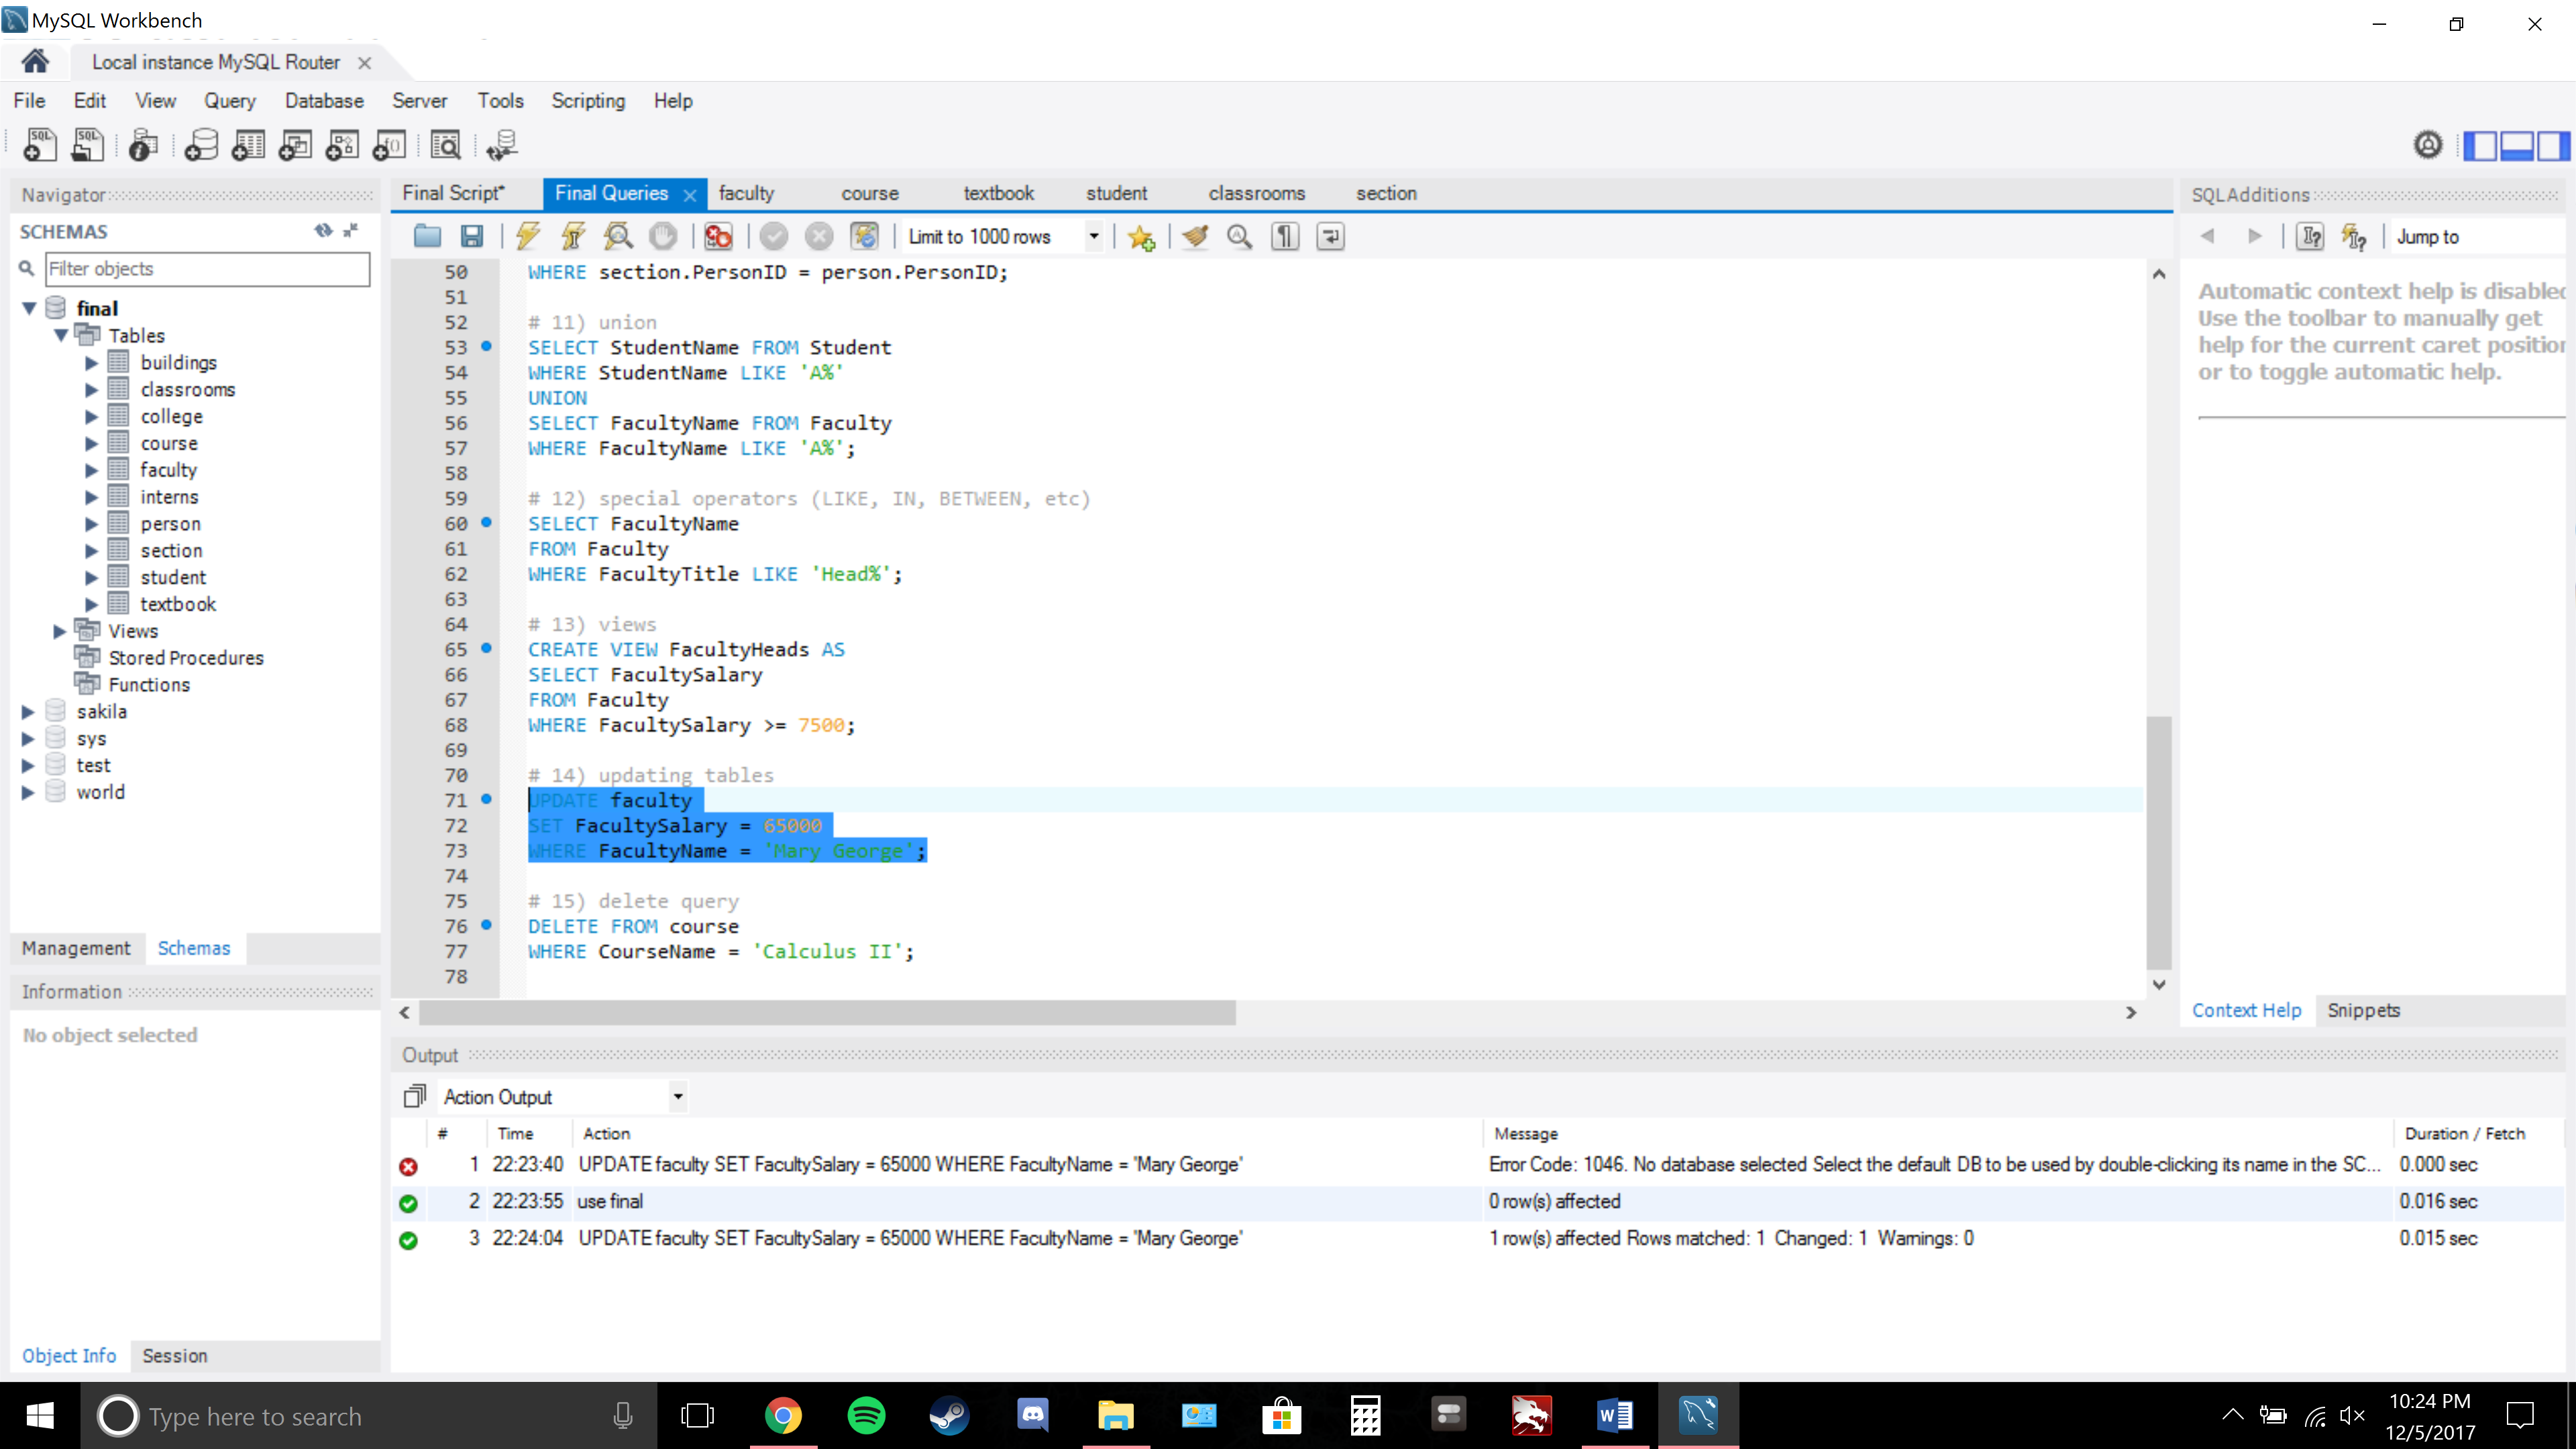 MySQL Workbench
Local instance MySQL Router
File Edit View Query Database Server Tools Scripting Help
Navigator
SCHEMAS
Filter objects
final
Tables
buildings
classrooms
college
course
faculty
interns
person
section
student
textbook
Views
Stored Procedures
Functions
sakila
sys
test
world
Management Schemas
Information
No object selected
Object Info Session
Final Script* Final Queries faculty course textbook student classrooms section
Limit to 1000 rows
50 WHERE section.PersonID = person.PersonID;
51
52 # 11) union
53 SELECT StudentName FROM Student
54 WHERE StudentName LIKE 'A%'
55 UNION
56 SELECT FacultyName FROM Faculty
57 WHERE FacultyName LIKE 'A%';
58
59 # 12) special operators (LIKE, IN, BETWEEN, etc)
60 SELECT FacultyName
61 FROM Faculty
62 WHERE FacultyTitle LIKE 'Head%';
63
64 # 13) views
65 CREATE VIEW FacultyHeads AS
66 SELECT FacultySalary
67 FROM Faculty
68 WHERE FacultySalary >= 7500;
69
70 # 14) updating tables
71 UPDATE faculty
72 SET FacultySalary = 65000
73 WHERE FacultyName = 'Mary George';
74
75 # 15) delete query
76 DELETE FROM course
77 WHERE CourseName = 'Calculus II';
78
SQLAdditions
Jump to
Automatic context help is disabled
Use the toolbar to manually get
help for the current caret position
or to toggle automatic help.
Context Help Snippets
Output
Action Output
# Time Action Message Duration / Fetch
1 22:23:40 UPDATE faculty SET FacultySalary = 65000 WHERE FacultyName = 'Mary George' Error Code: 1046. No database selected Select the default DB to be used by double-clicking its name in the SC... 0.000 sec
2 22:23:55 use final 0 row(s) affected 0.016 sec
3 22:24:04 UPDATE faculty SET FacultySalary = 65000 WHERE FacultyName = 'Mary George' 1 row(s) affected Rows matched: 1 Changed: 1 Warnings: 0 0.015 sec
Type here to search
10:24 PM
12/5/2017